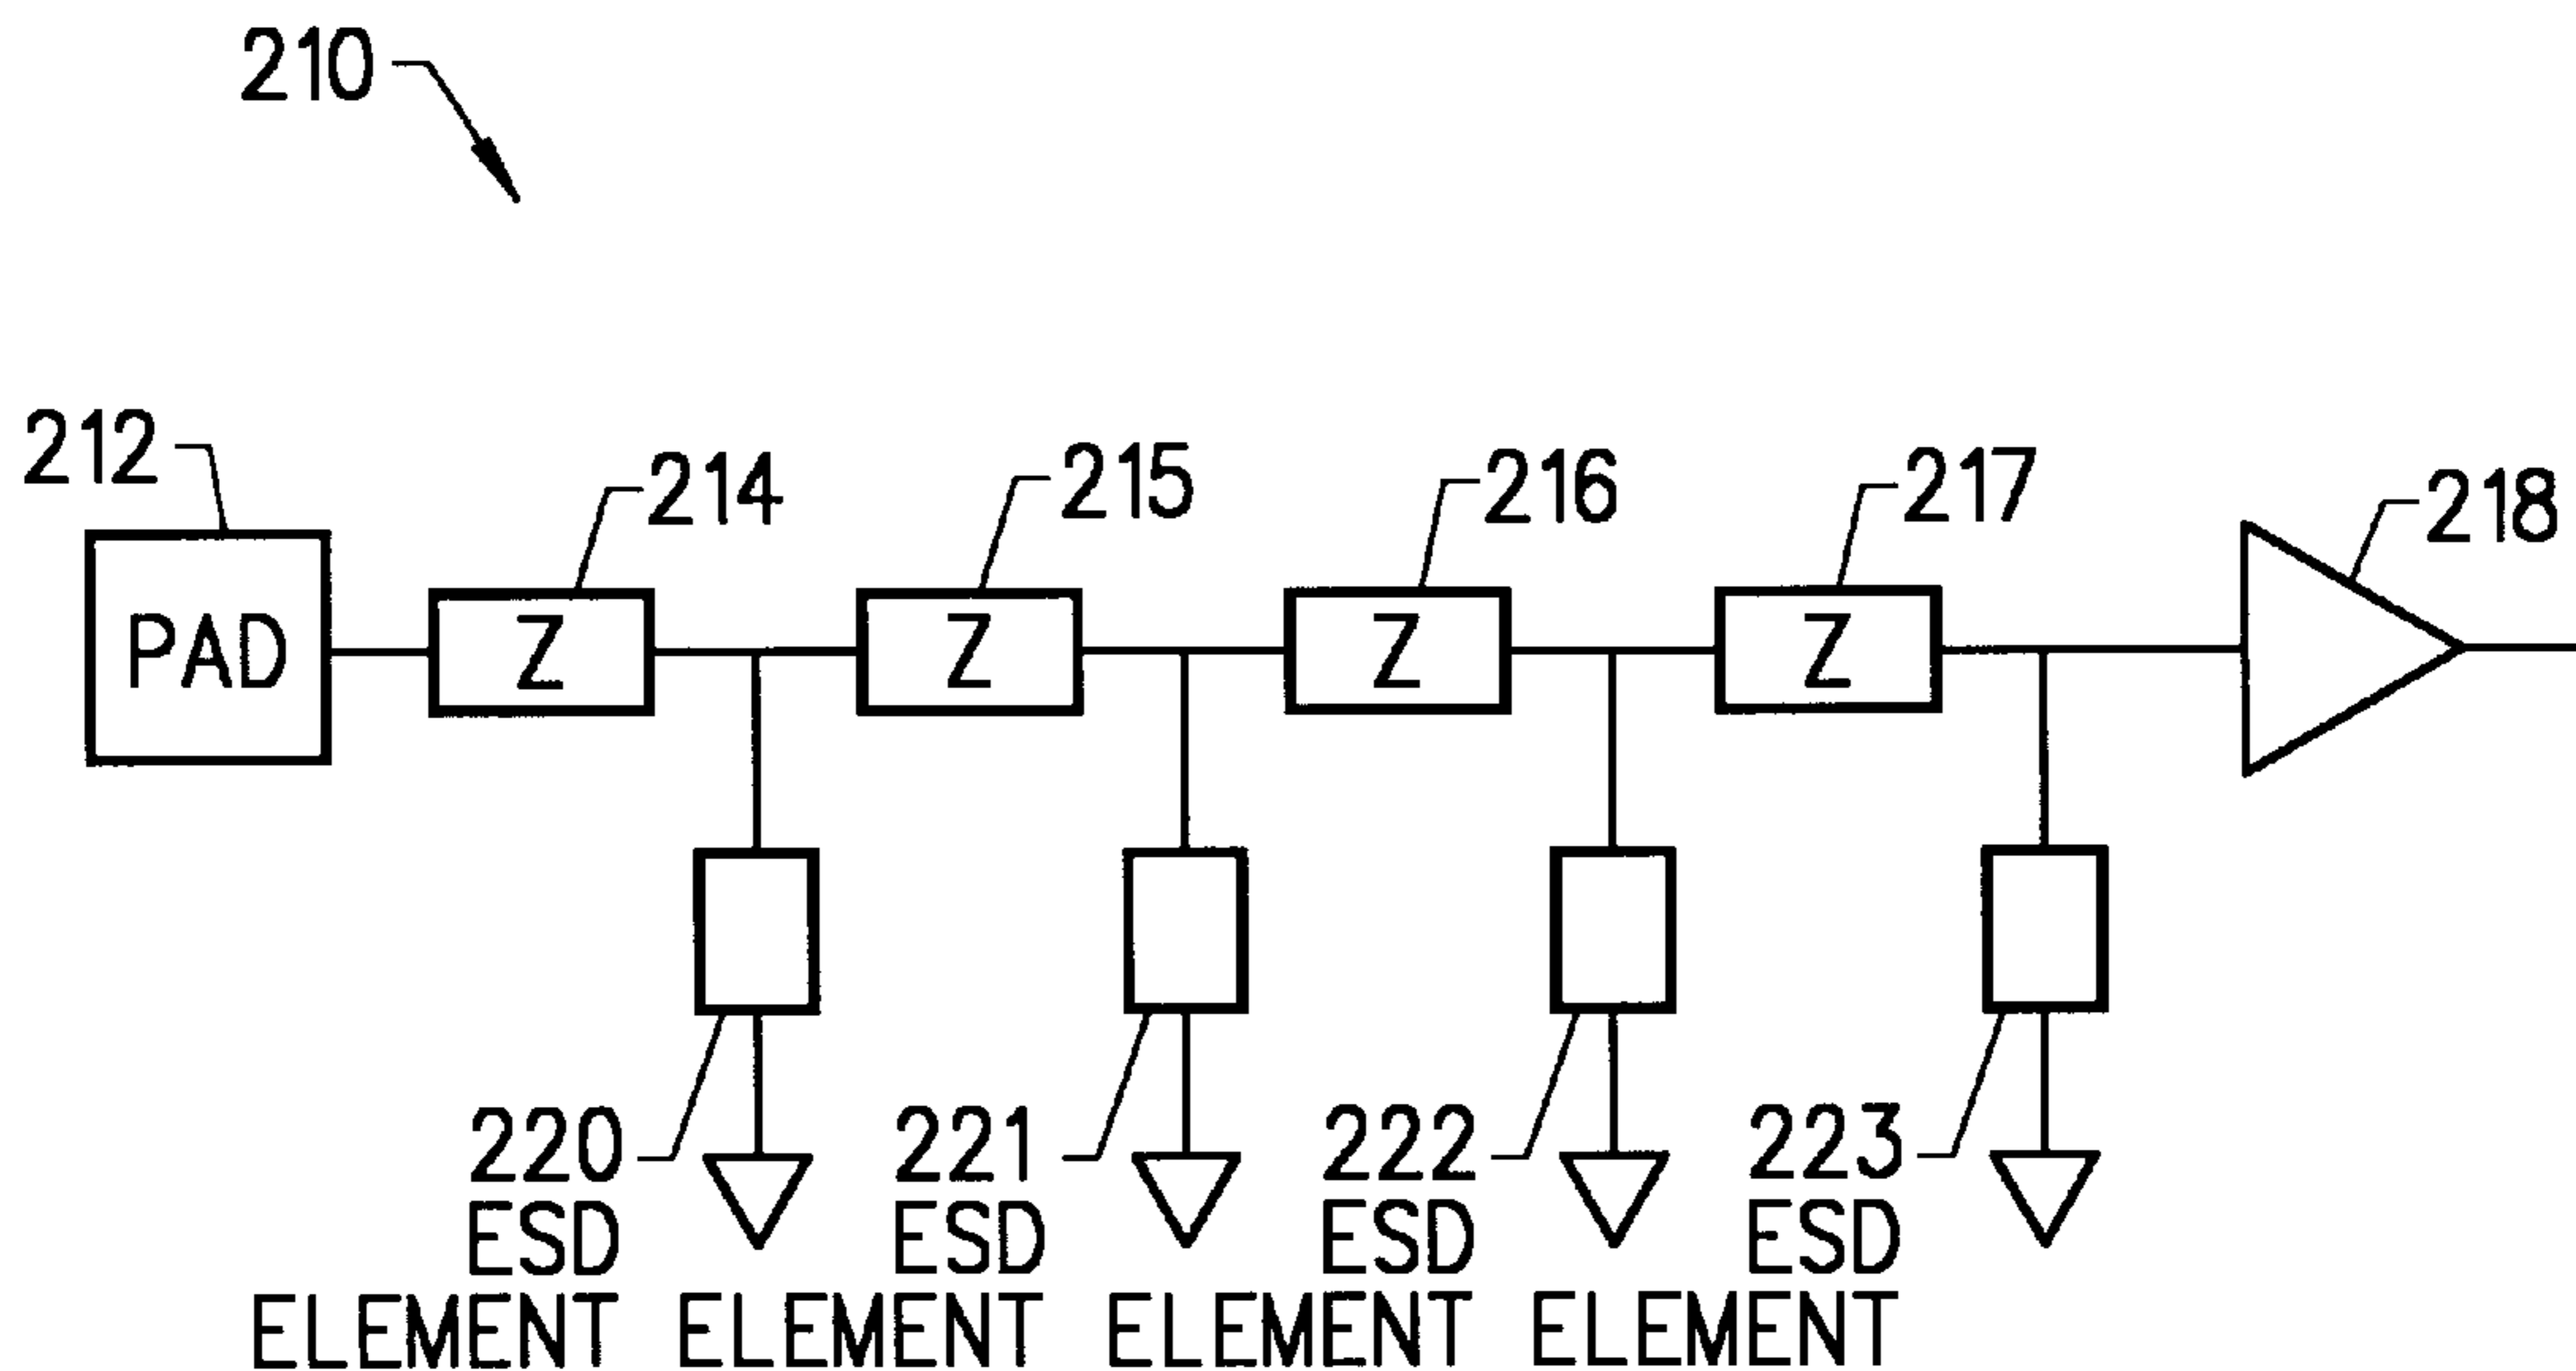 210
212
214
215
216
217
218
PAD
Z
Z
Z
Z
220
ESD
ELEMENT
221
ESD
ELEMENT
222
ESD
ELEMENT
223
ESD
ELEMENT